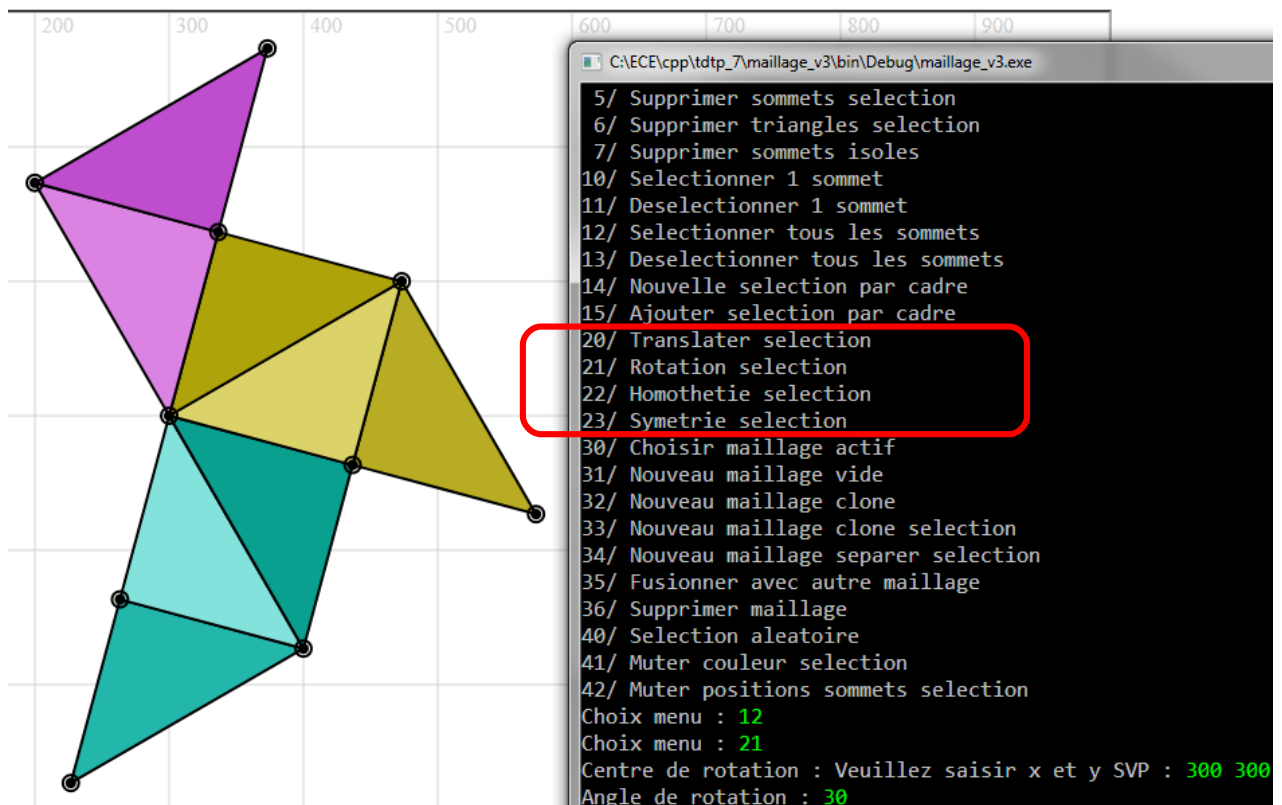 200 300 400 500 600 700 800 900
C:\ECE\cpp\tdtp_7\maillage_v3\bin\Debug\maillage_v3.exe
5/ Supprimer sommets selection
6/ Supprimer triangles selection
7/ Supprimer sommets isoles
10/ Selectionner 1 sommet
11/ Deselectionner 1 sommet
12/ Selectionner tous les sommets
13/ Deselectionner tous les sommets
14/ Nouvelle selection par cadre
15/ Ajouter selection par cadre
20/ Translater selection
21/ Rotation selection
22/ Homothetie selection
23/ Symetrie selection
30/ Choisir maillage actif
31/ Nouveau maillage vide
32/ Nouveau maillage clone
33/ Nouveau maillage clone selection
34/ Nouveau maillage separer selection
35/ Fusionner avec autre maillage
36/ Supprimer maillage
40/ Selection aleatoire
41/ Muter couleur selection
42/ Muter positions sommets selection
Choix menu : 12
Choix menu : 21
Centre de rotation : Veuillez saisir x et y SVP : 300 300
Angle de rotation : 30